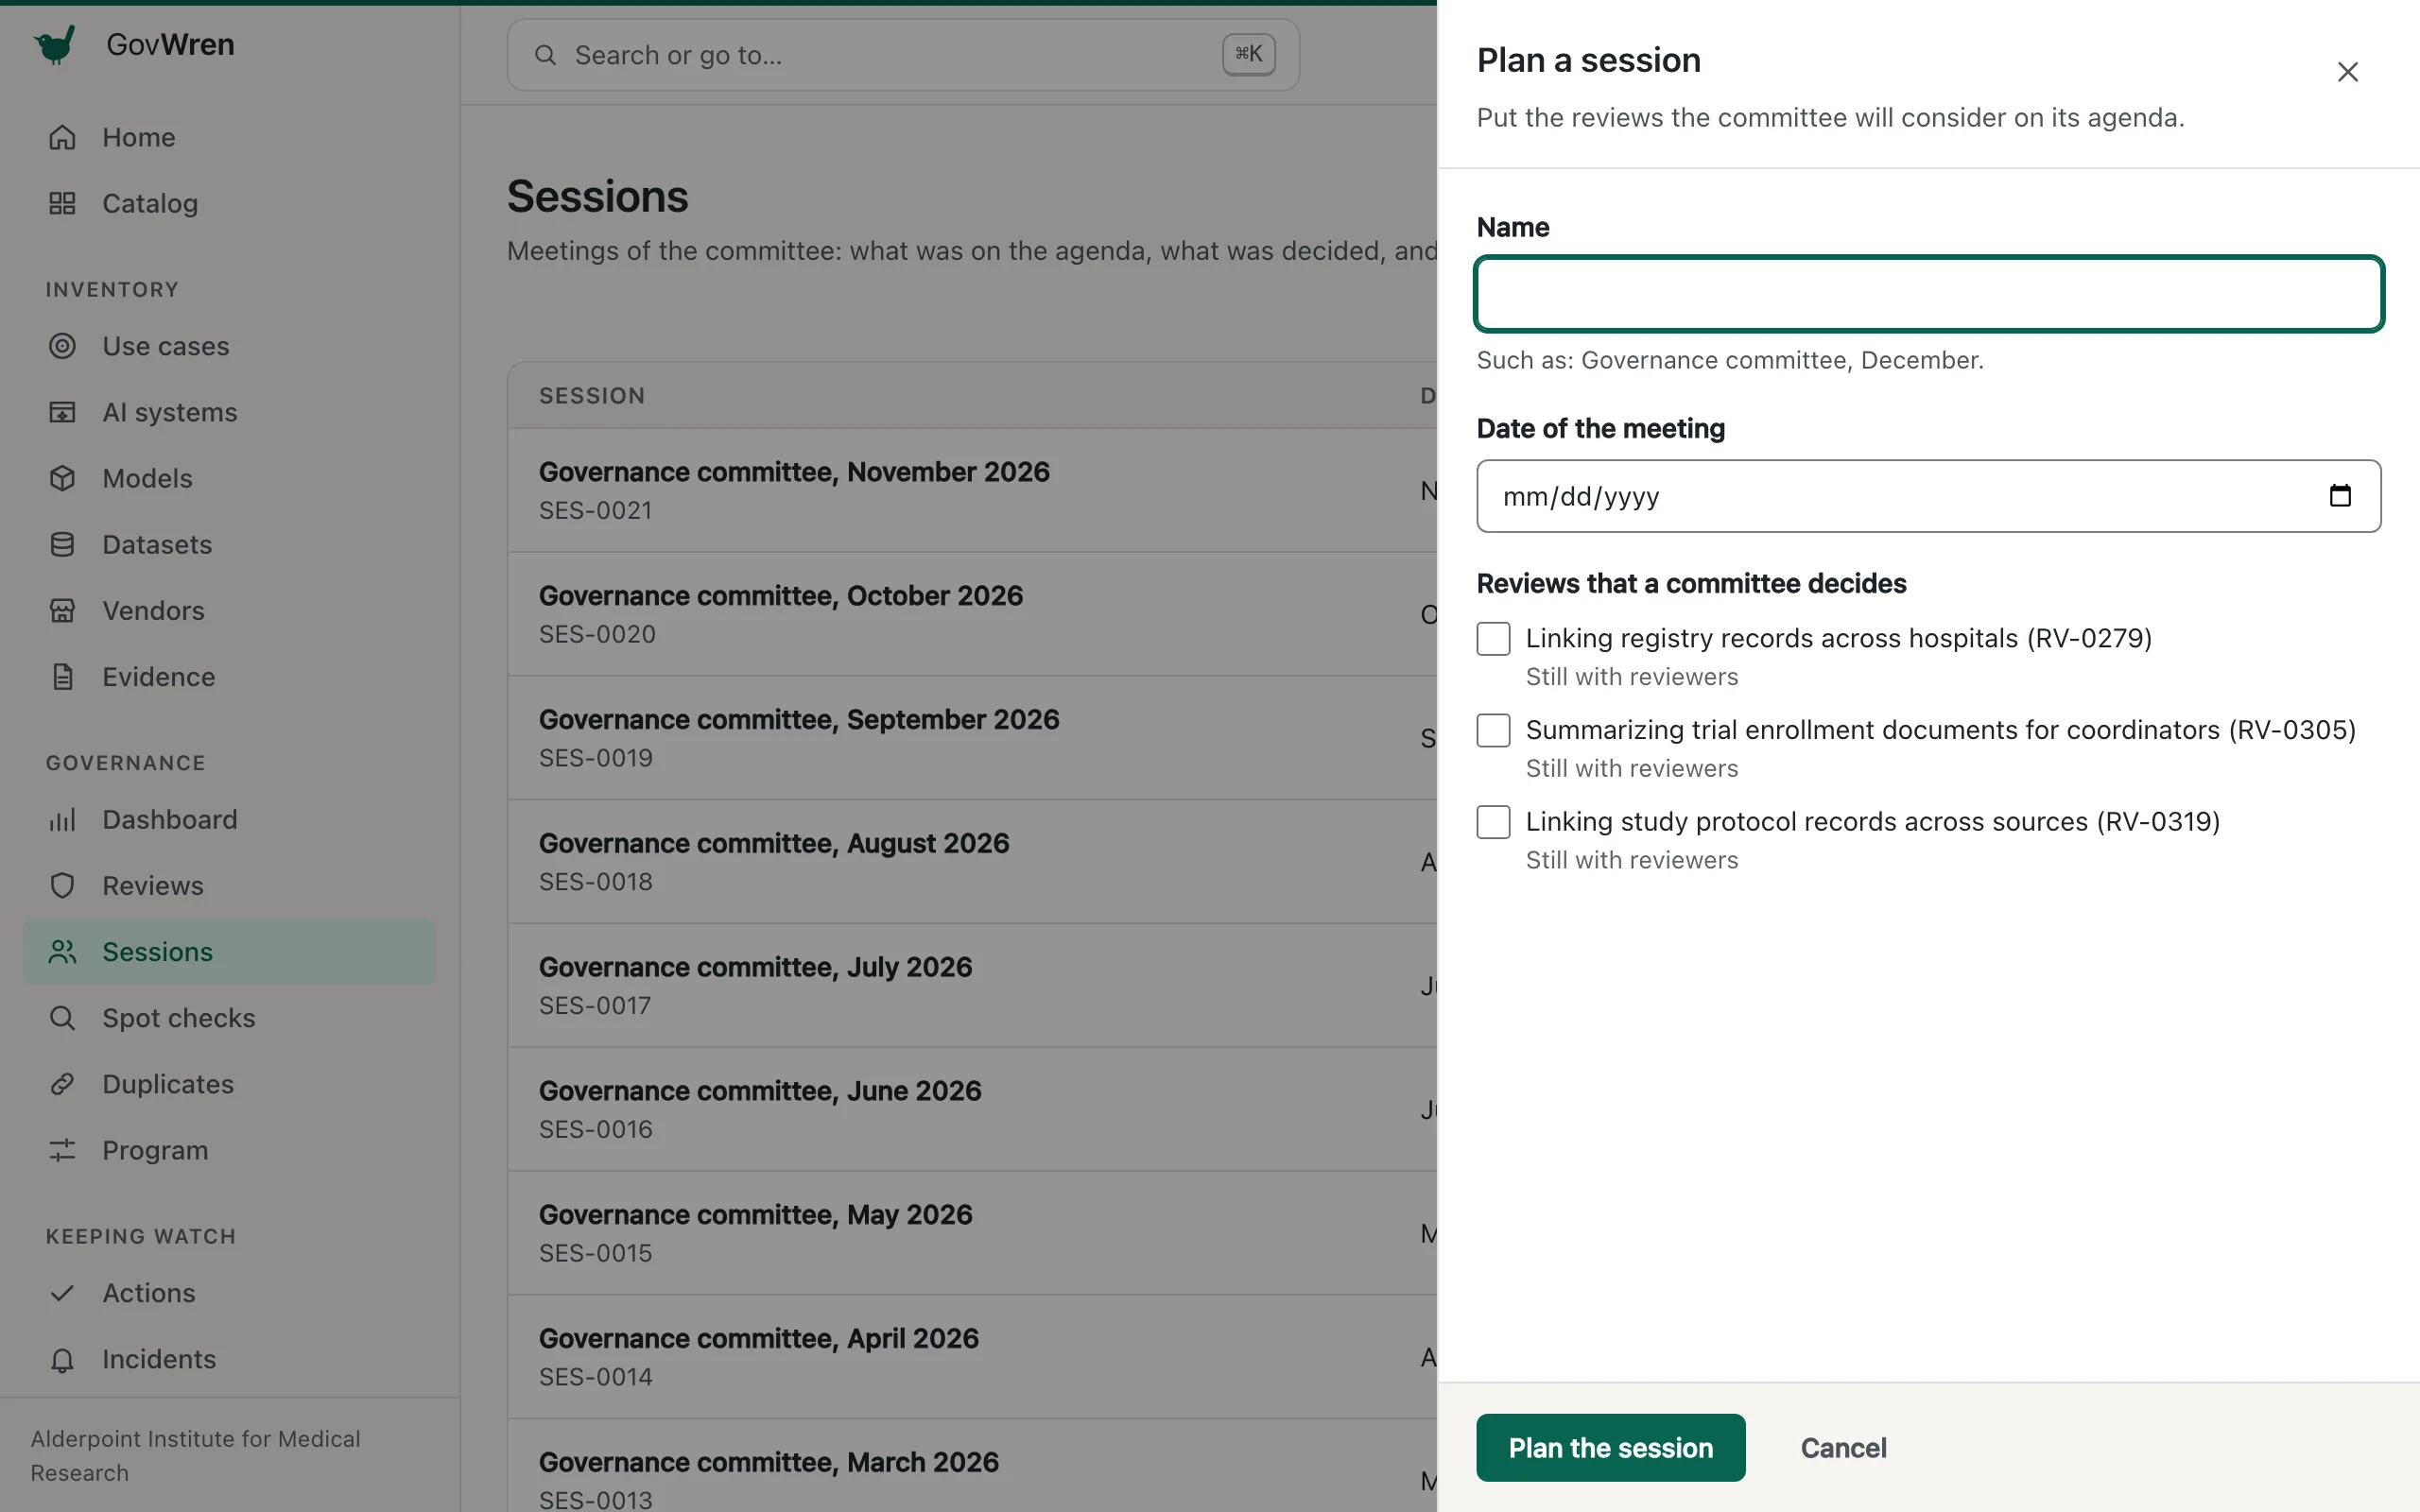 GovWren
Search or go to...
⌘K
Home
Catalog
INVENTORY
Use cases
AI systems
Models
Datasets
Vendors
Evidence
GOVERNANCE
Dashboard
Reviews
Sessions
Spot checks
Duplicates
Program
KEEPING WATCH
Actions
Incidents
Alderpoint Institute for Medical
Research
Sessions
Meetings of the committee: what was on the agenda, what was decided, and
SESSION
Governance committee, November 2026
SES-0021
Governance committee, October 2026
SES-0020
Governance committee, September 2026
SES-0019
Governance committee, August 2026
SES-0018
Governance committee, July 2026
SES-0017
Governance committee, June 2026
SES-0016
Governance committee, May 2026
SES-0015
Governance committee, April 2026
SES-0014
Governance committee, March 2026
SES-0013
Plan a session
Put the reviews the committee will consider on its agenda.
Name
Such as: Governance committee, December.
Date of the meeting
mm/dd/yyyy
Reviews that a committee decides
Linking registry records across hospitals (RV-0279)
Still with reviewers
Summarizing trial enrollment documents for coordinators (RV-0305)
Still with reviewers
Linking study protocol records across sources (RV-0319)
Still with reviewers
Plan the session
Cancel